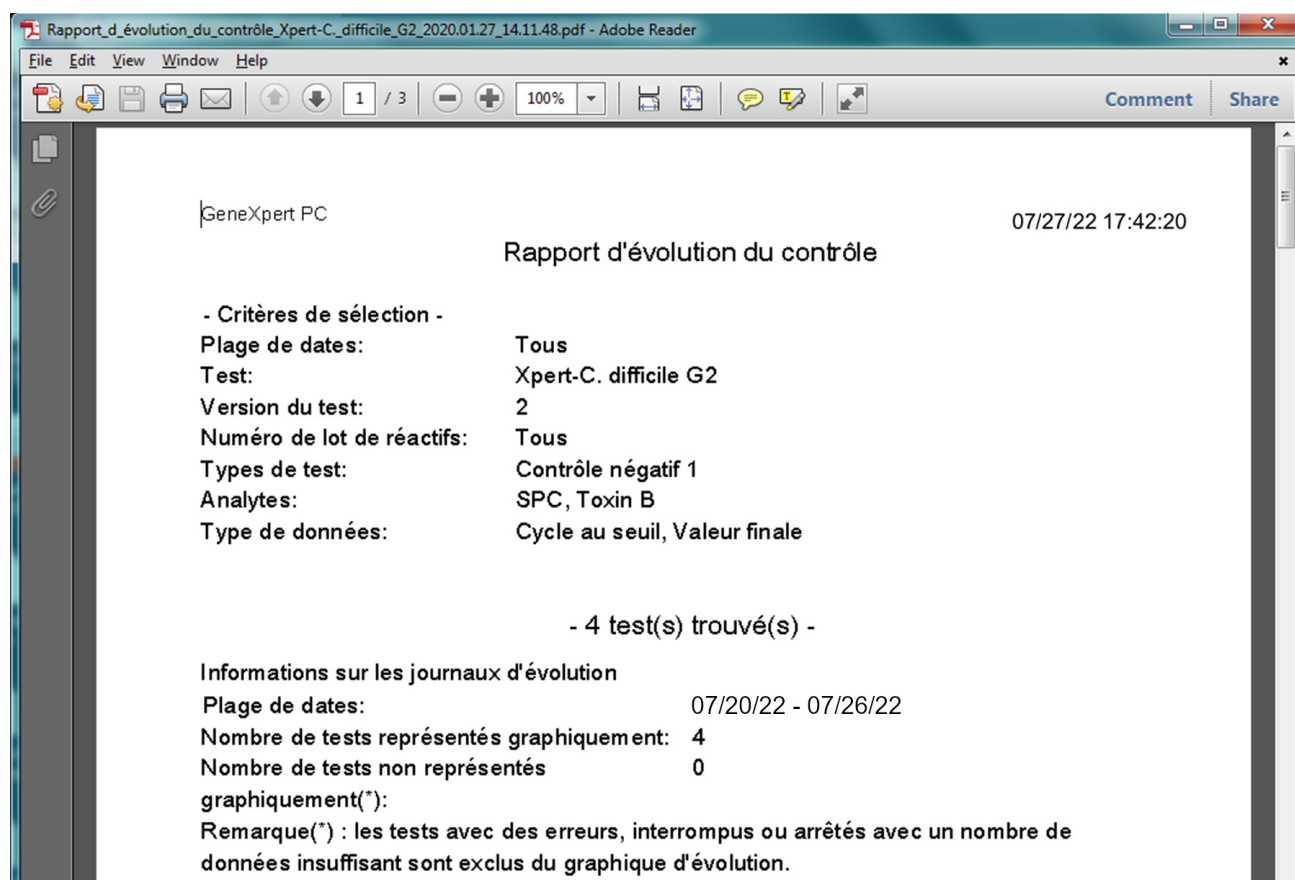 Rapport_d_évolution_du_contrôle_Xpert-C._difficile_G2_2020.01.27_14.11.48.pdf - Adobe Reader
File Edit View Window Help
1 / 3 100% Comment Share
GeneXpert PC
07/27/22 17:42:20
Rapport d'évolution du contrôle
- Critères de sélection -
Plage de dates: Tous
Test: Xpert-C. difficile G2
Version du test: 2
Numéro de lot de réactifs: Tous
Types de test: Contrôle négatif 1
Analytes: SPC, Toxin B
Type de données: Cycle au seuil, Valeur finale
- 4 test(s) trouvé(s) -
Informations sur les journaux d'évolution
Plage de dates: 07/20/22 - 07/26/22
Nombre de tests représentés graphiquement: 4
Nombre de tests non représentés 0
graphiquement(*):
Remarque(*) : les tests avec des erreurs, interrompus ou arrêtés avec un nombre de
données insuffisant sont exclus du graphique d'évolution.